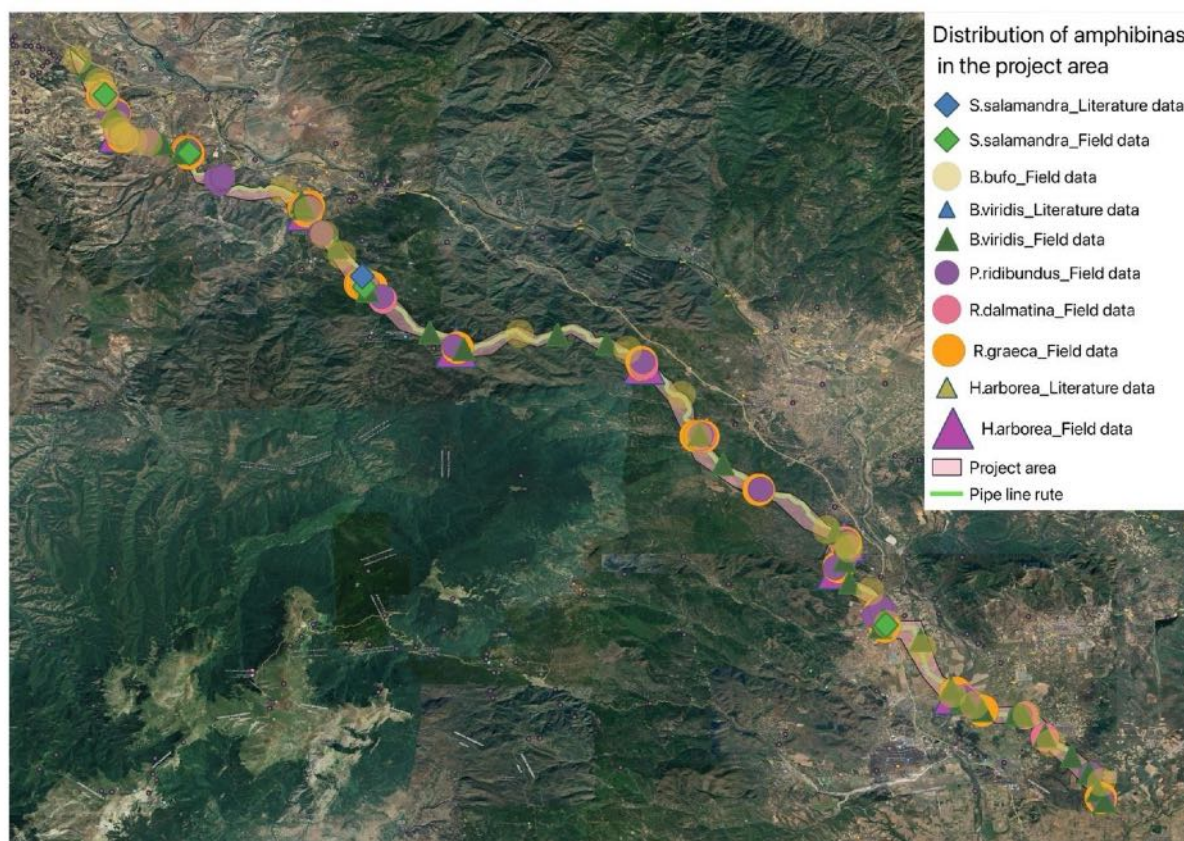 Distribution of amphibinas
in the project area
S.salamandra_Literature data
S.salamandra_Field data
B.bufo_Field data
B.viridis_Literature data
B.viridis_Field data
P.ridibundus_Field data
R.dalmatina_Field data
R.graeca_Field data
H.arborea_Literature data
H.arborea_Field data
Project area
Pipe line rute